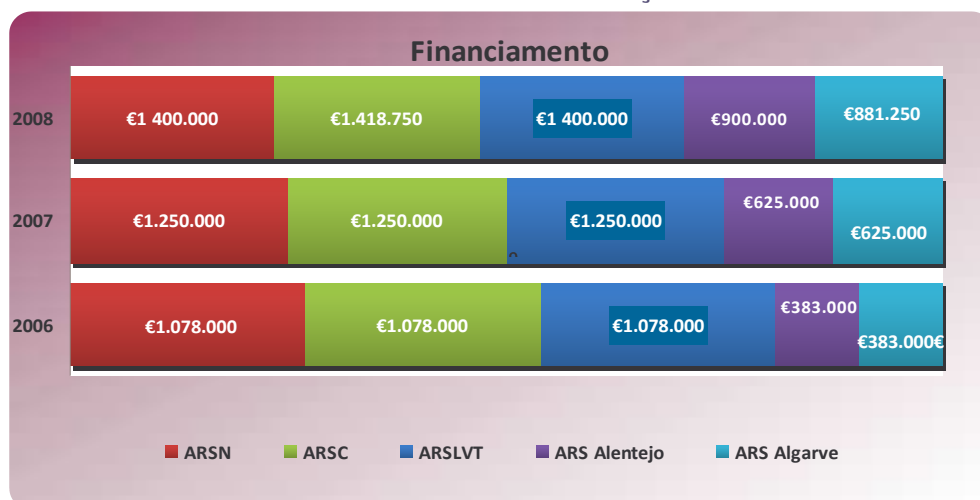 Financiamento
2008 €1 400.000 €1.418.750 €1 400.000 €900.000 €881.250
2007 €1.250.000 €1.250.000 €1.250.000 €625.000 €625.000
2006 €1.078.000 €1.078.000 €1.078.000 €383.000 €383.000€
ARSN ARSC ARSLVT ARS Alentejo ARS Algarve